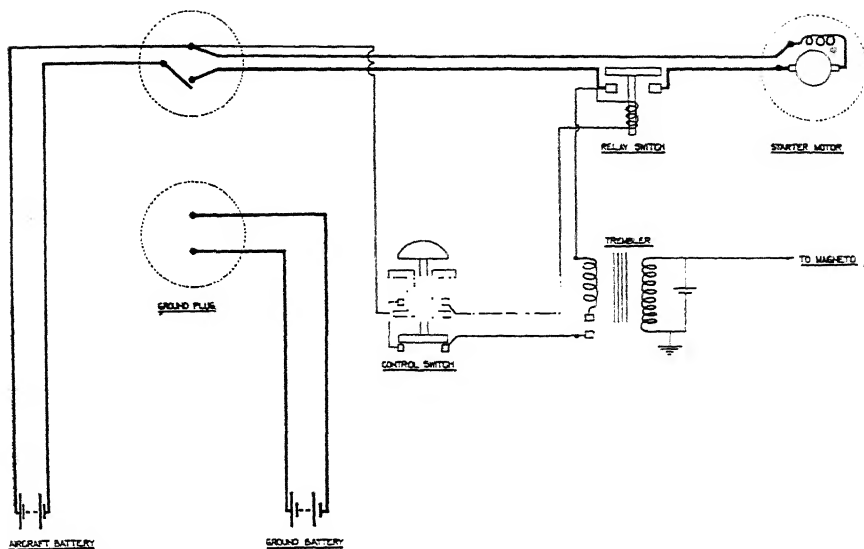 RELAY SWITCH
STARTER MOTOR
TREMBLER
TO MAGNETO
GROUND PLUG
CONTROL SWITCH
AIRCRAFT BATTERY
GROUND BATTERY